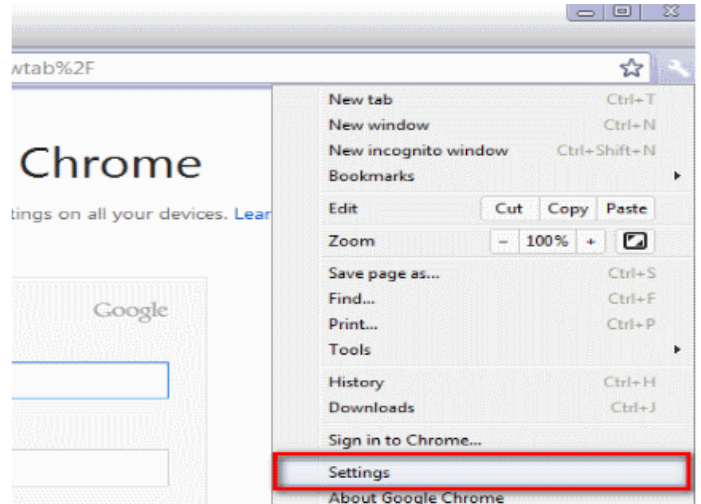 wtab%2F
New tab Ctrl+T
New window Ctrl+N
New incognito window Ctrl+Shift+N
Bookmarks
Edit Cut Copy Paste
Zoom - 100% +
Save page as... Ctrl+S
Find... Ctrl+F
Print... Ctrl+P
Tools
History Ctrl+H
Downloads Ctrl+J
Sign in to Chrome...
Settings
About Google Chrome
Chrome
tings on all your devices. Lear
Google